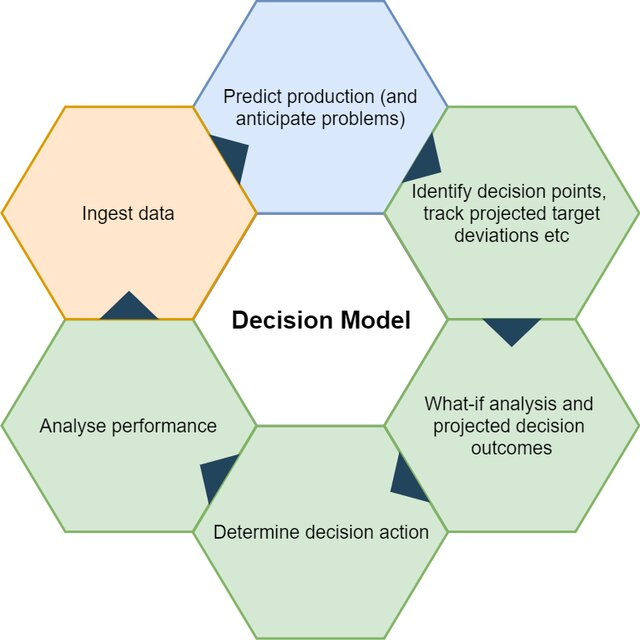 Predict production (and
anticipate problems)
Identify decision points,
track projected target
deviations etc
Ingest data
Decision Model
What-if analysis and
projected decision
outcomes
Analyse performance
Determine decision action